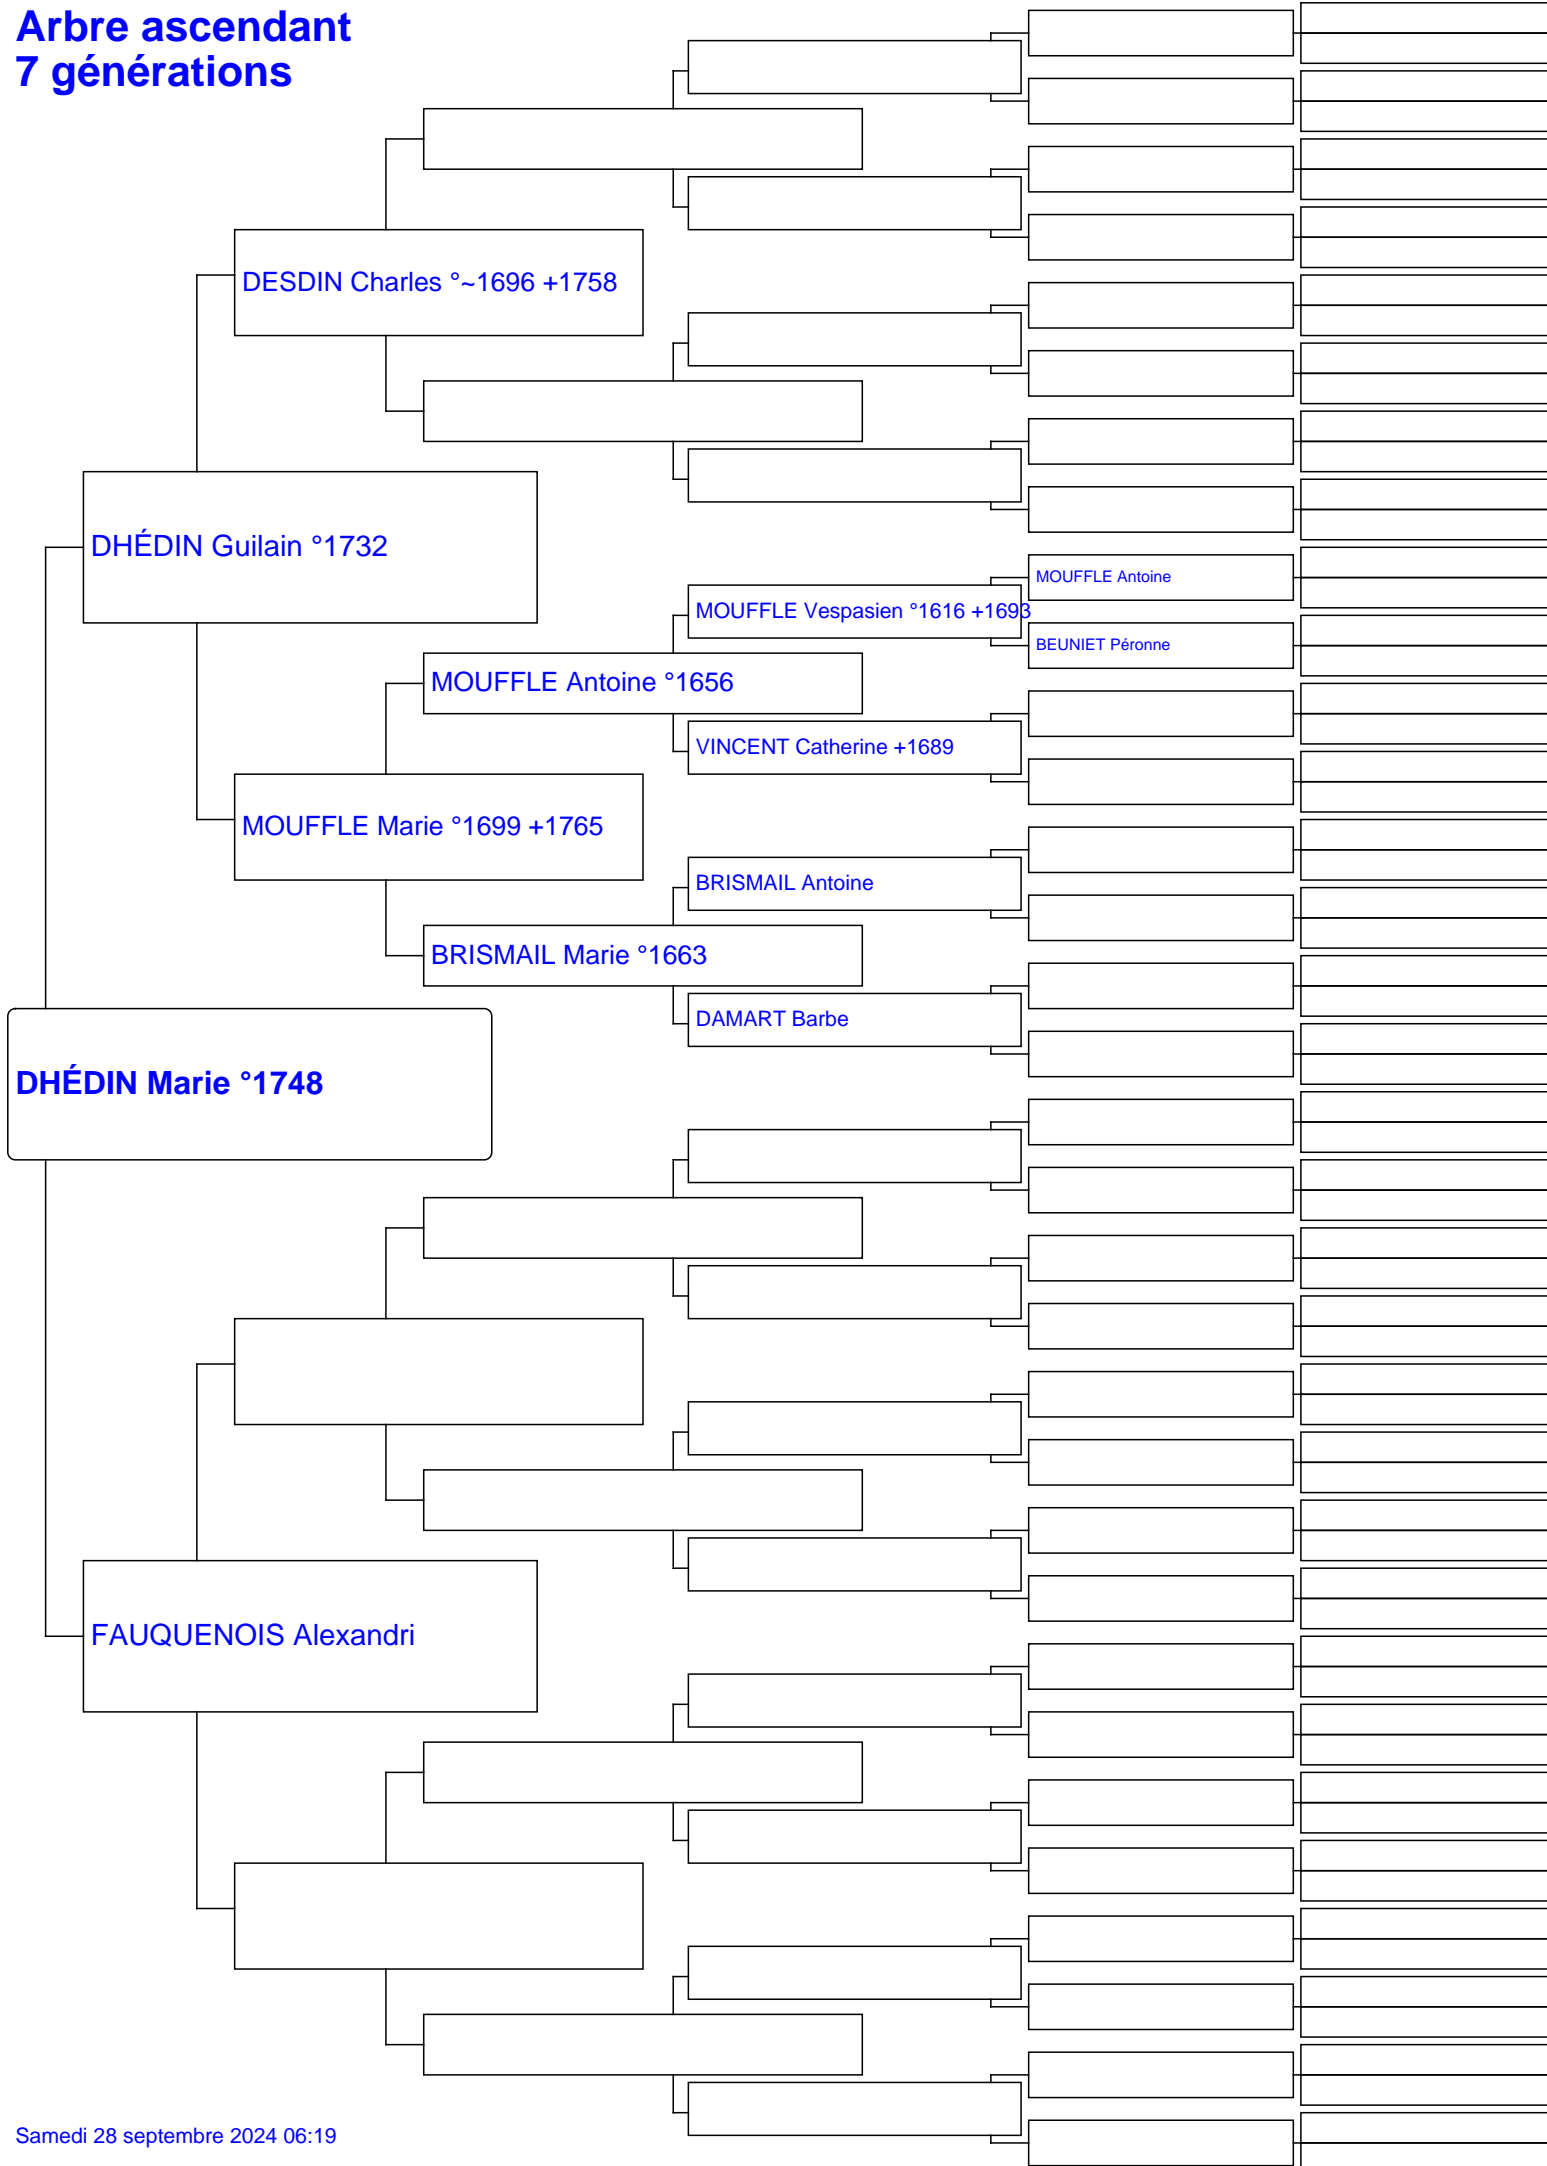 Arbre ascendant
7 générations
DESDIN Charles °~1696 +1758
DHÉDIN Guilain °1732
MOUFFLE Antoine
MOUFFLE Vespasien °1616 +1693
BEUNIET Péronne
MOUFFLE Antoine °1656
VINCENT Catherine +1689
MOUFFLE Marie °1699 +1765
BRISMAIL Antoine
BRISMAIL Marie °1663
DAMART Barbe
DHÉDIN Marie °1748
FAUQUENOIS Alexandri
Samedi 28 septembre 2024 06:19